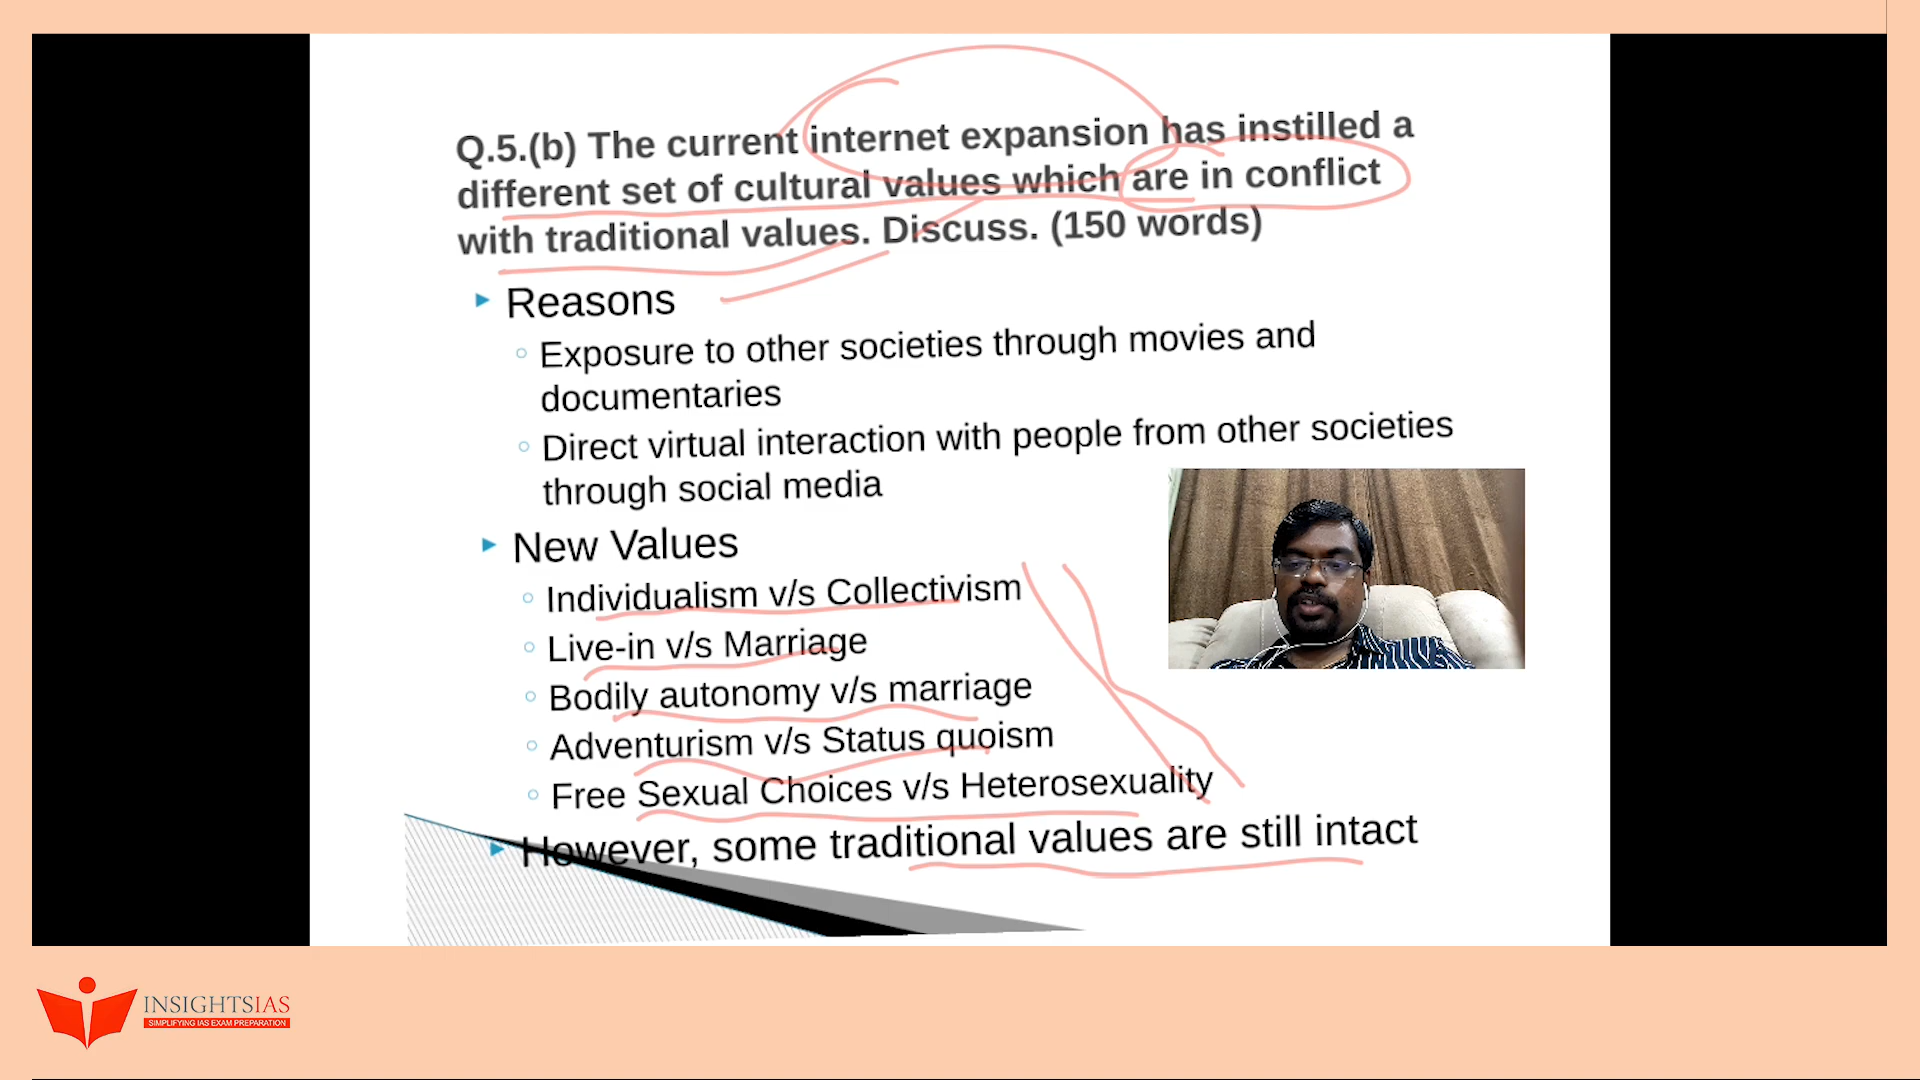 Q.5.(b) The current internet expansion has instilled a
different set of cultural values which are in conflict
with traditional values. Discuss. (150 words)
Reasons
Exposure to other societies through movies and
documentaries
Direct virtual interaction with people from other societies
through social media
New Values
Individualism v/s Collectivism
Live-in v/s Marriage
Bodily autonomy v/s marriage
Adventurism v/s Status quoism
Free Sexual Choices v/s Heterosexuality
However, some traditional values are still intact
INSIGHTSIAS
SIMPLIFYING IAS EXAM PREPARATION